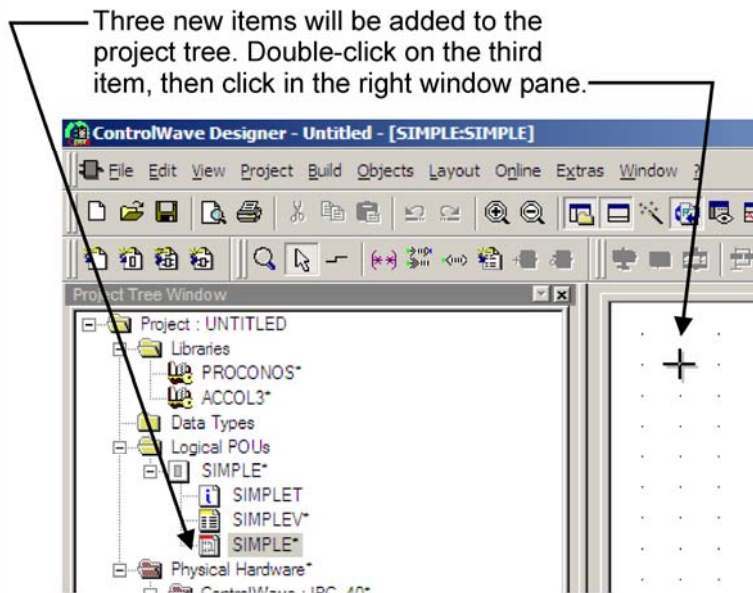 Three new items will be added to the
project tree. Double-click on the third
item, then click in the right window pane.
ControlWave Designer - Untitled - [SIMPLE:SIMPLE]
File Edit View Project Build Objects Layout Online Extras Window ?
Project Tree Window
Project : UNTITLED
Libraries
PROCONOS*
ACCOL3*
Data Types
Logical POUs
SIMPLE*
SIMPLET
SIMPLEV*
SIMPLE*
Physical Hardware*
ControlWave : IPC_40*